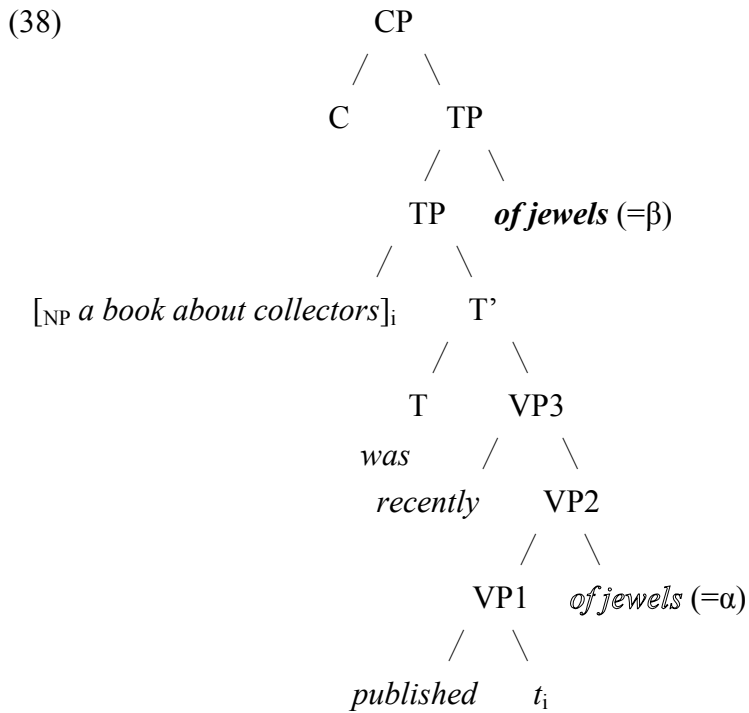 (38) CP
C TP
TP of jewels (=β)
[NP a book about collectors]i T’
T VP3
was
recently VP2
VP1 of jewels (=α)
published ti